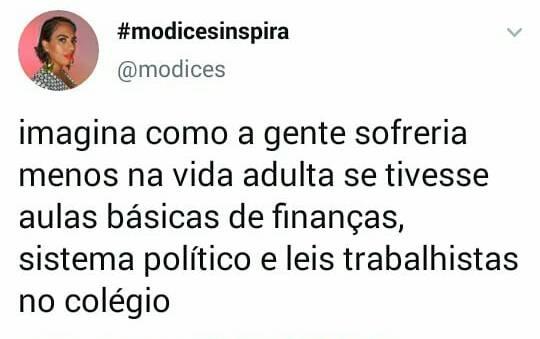 #modicesinspira
@modices
imagina como a gente sofreria
menos na vida adulta se tivesse
aulas básicas de finanças,
sistema político e leis trabalhistas
no colégio